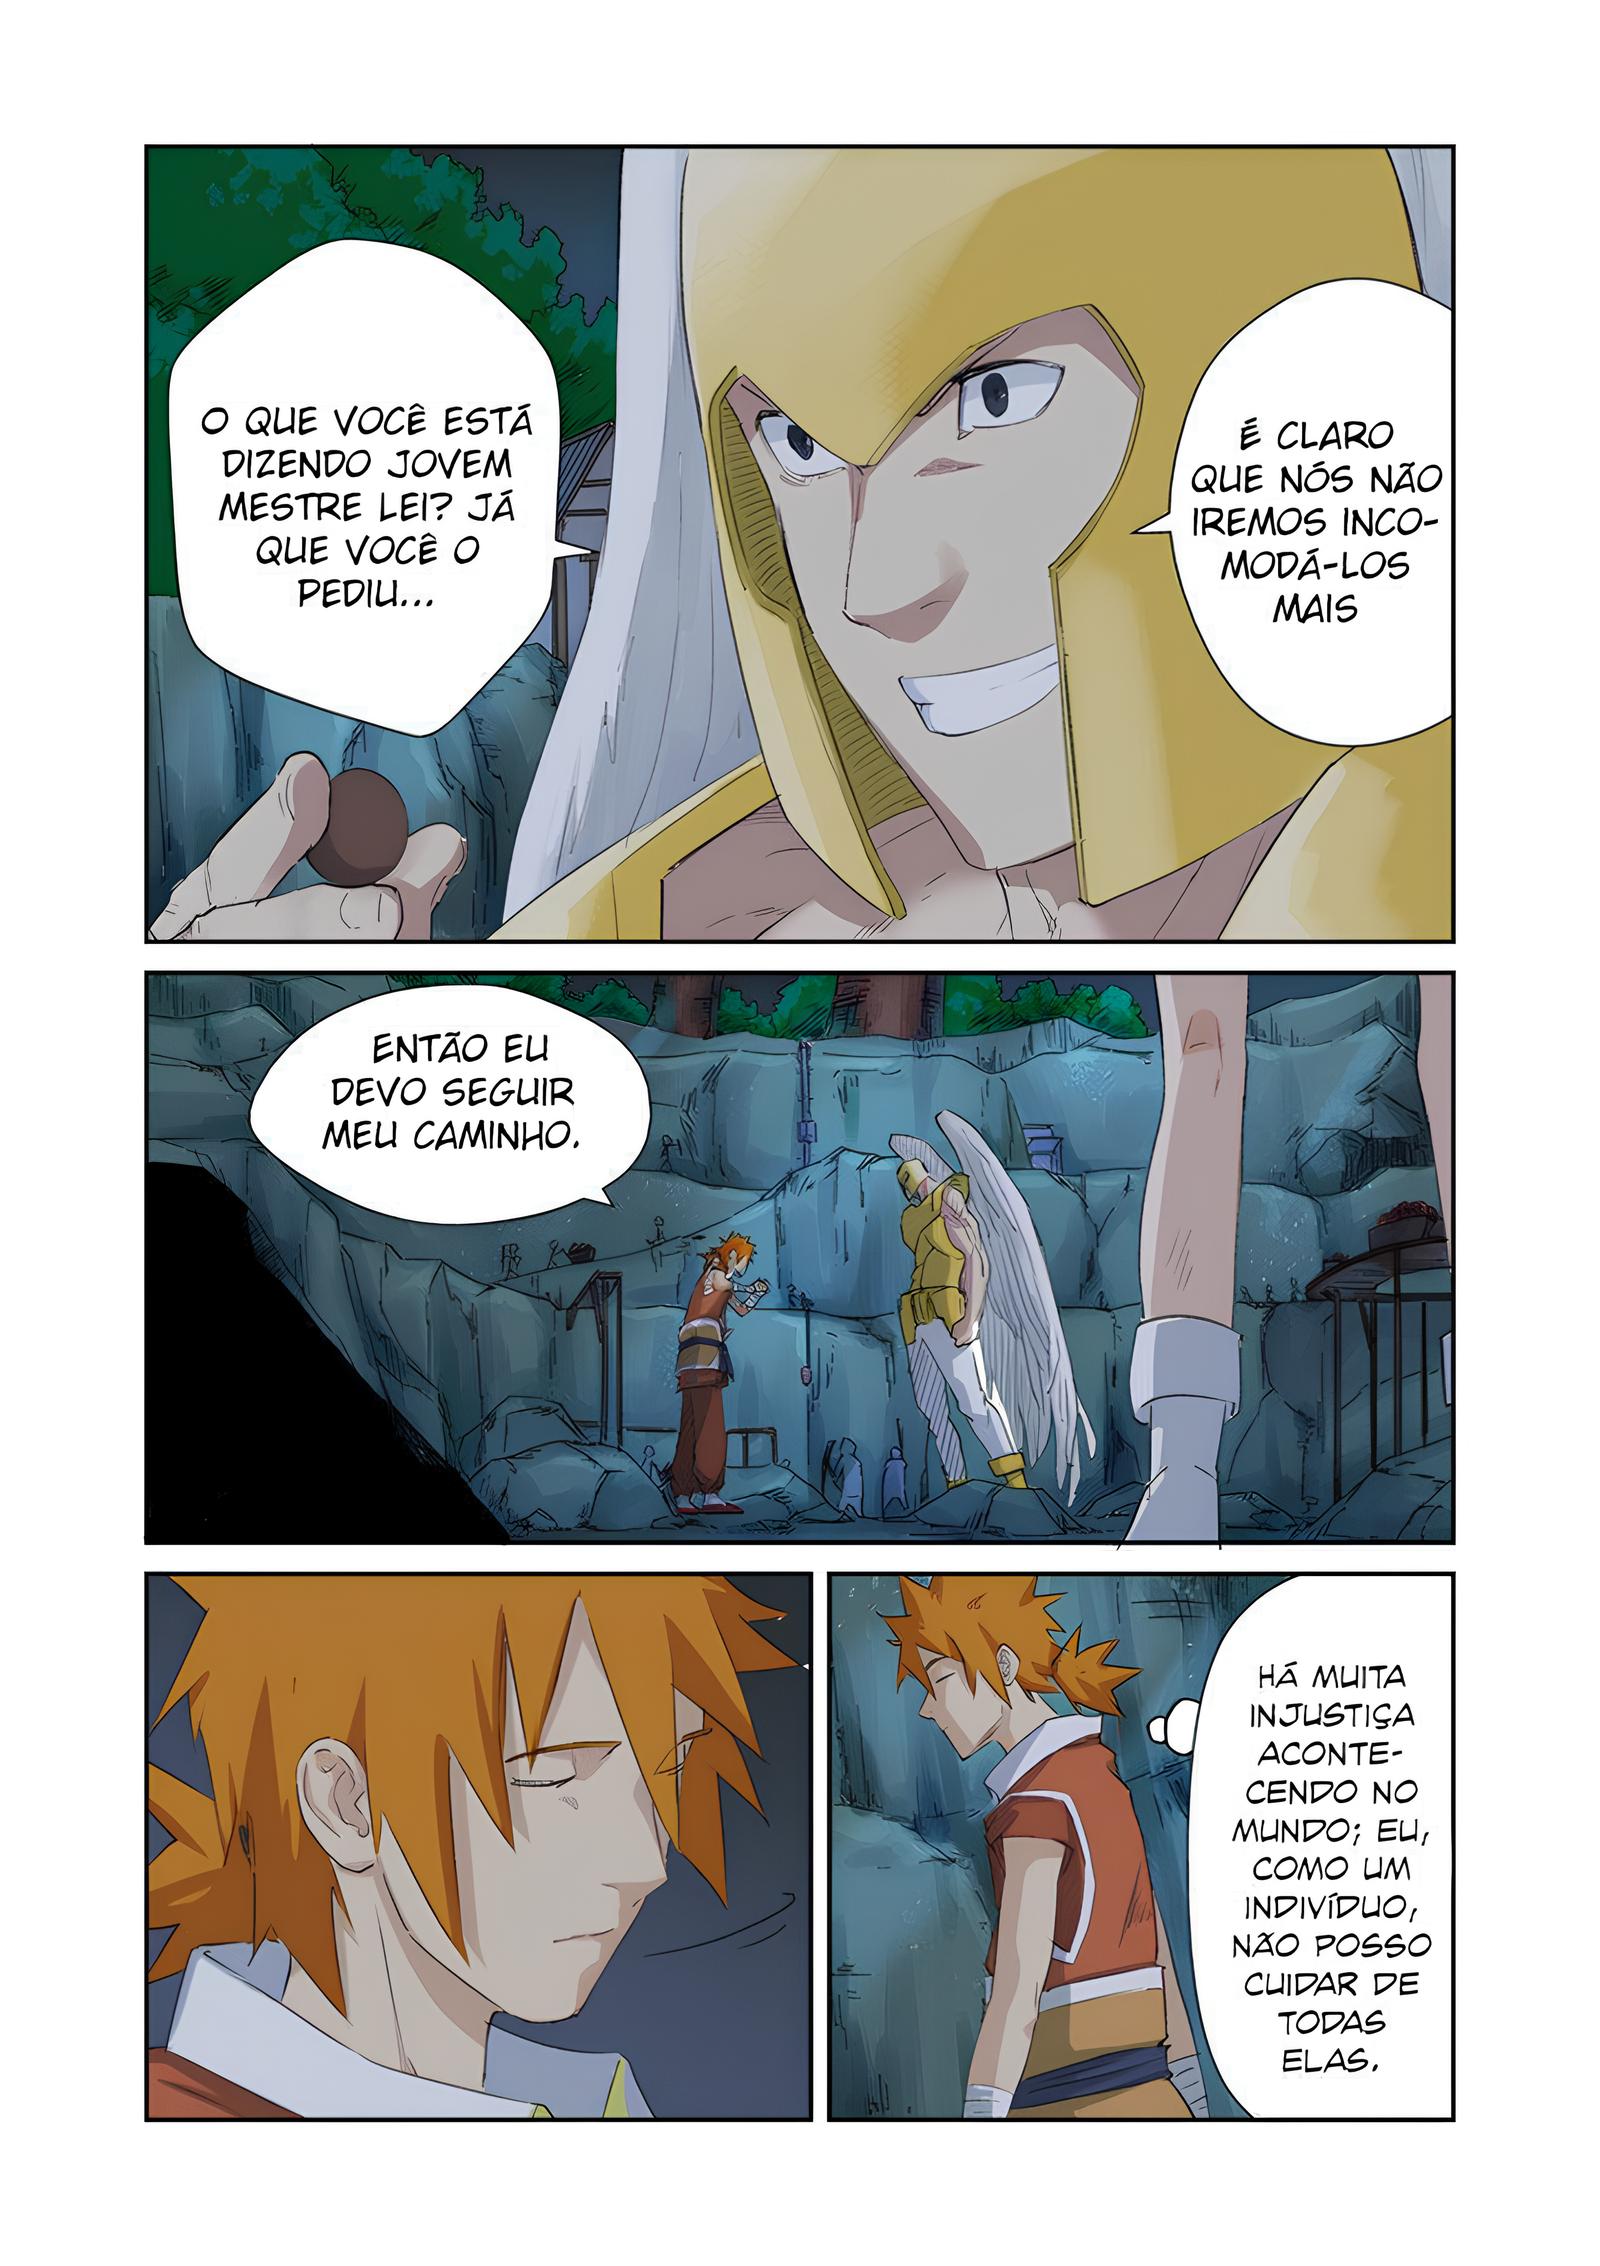 O QUE VOCÊ ESTÁ
DIZENDO JOVEM
MESTRE LEI? JÁ
QUE VOCÊ O
PEDIU...
É CLARO
QUE NÓS NÃO
IREMOS INCO-
MODÁ-LOS
MAIS
ENTÃO EU
DEVO SEGUIR
MEU CAMINHO.
HÁ MUITA
INJUSTIÇA
ACONTE-
CENDO NO
MUNDO; EU,
COMO UM
INDIVÍDUO,
NÃO POSSO
CUIDAR DE
TODAS
ELAS.